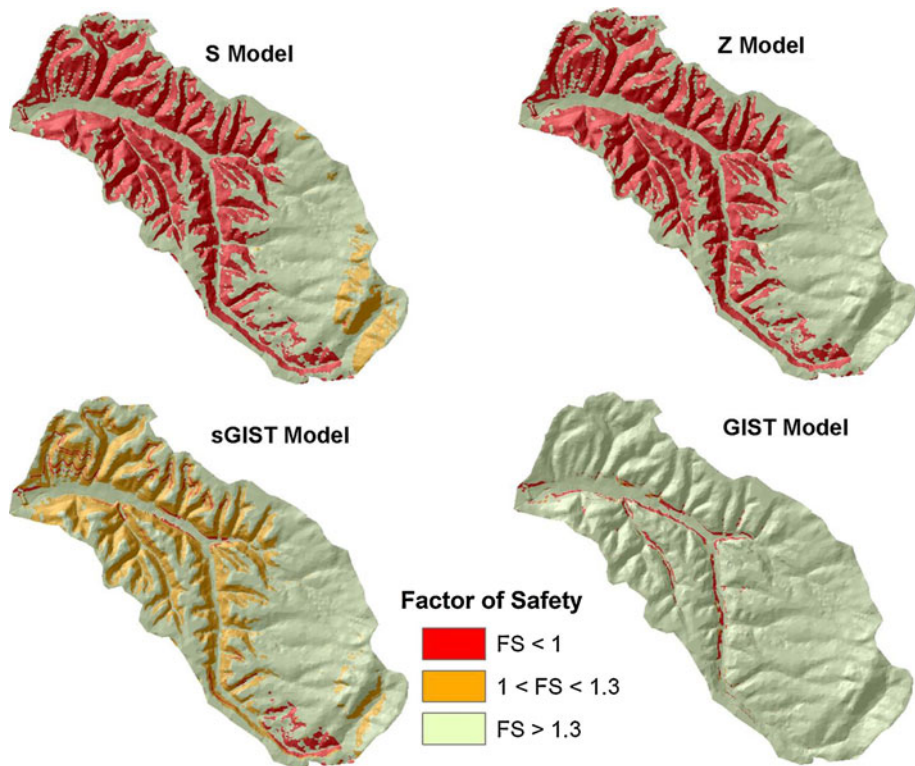 S Model
Z Model
sGIST Model
GIST Model
Factor of Safety
FS < 1
1 < FS < 1.3
FS > 1.3